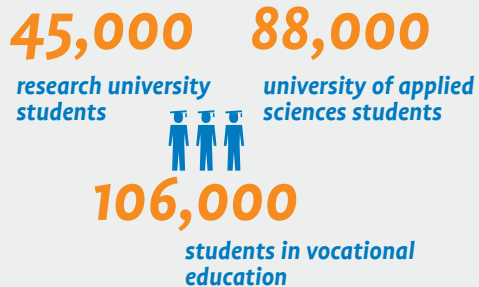 45,000
research university
students
88,000
university of applied
sciences students
106,000
students in vocational
education